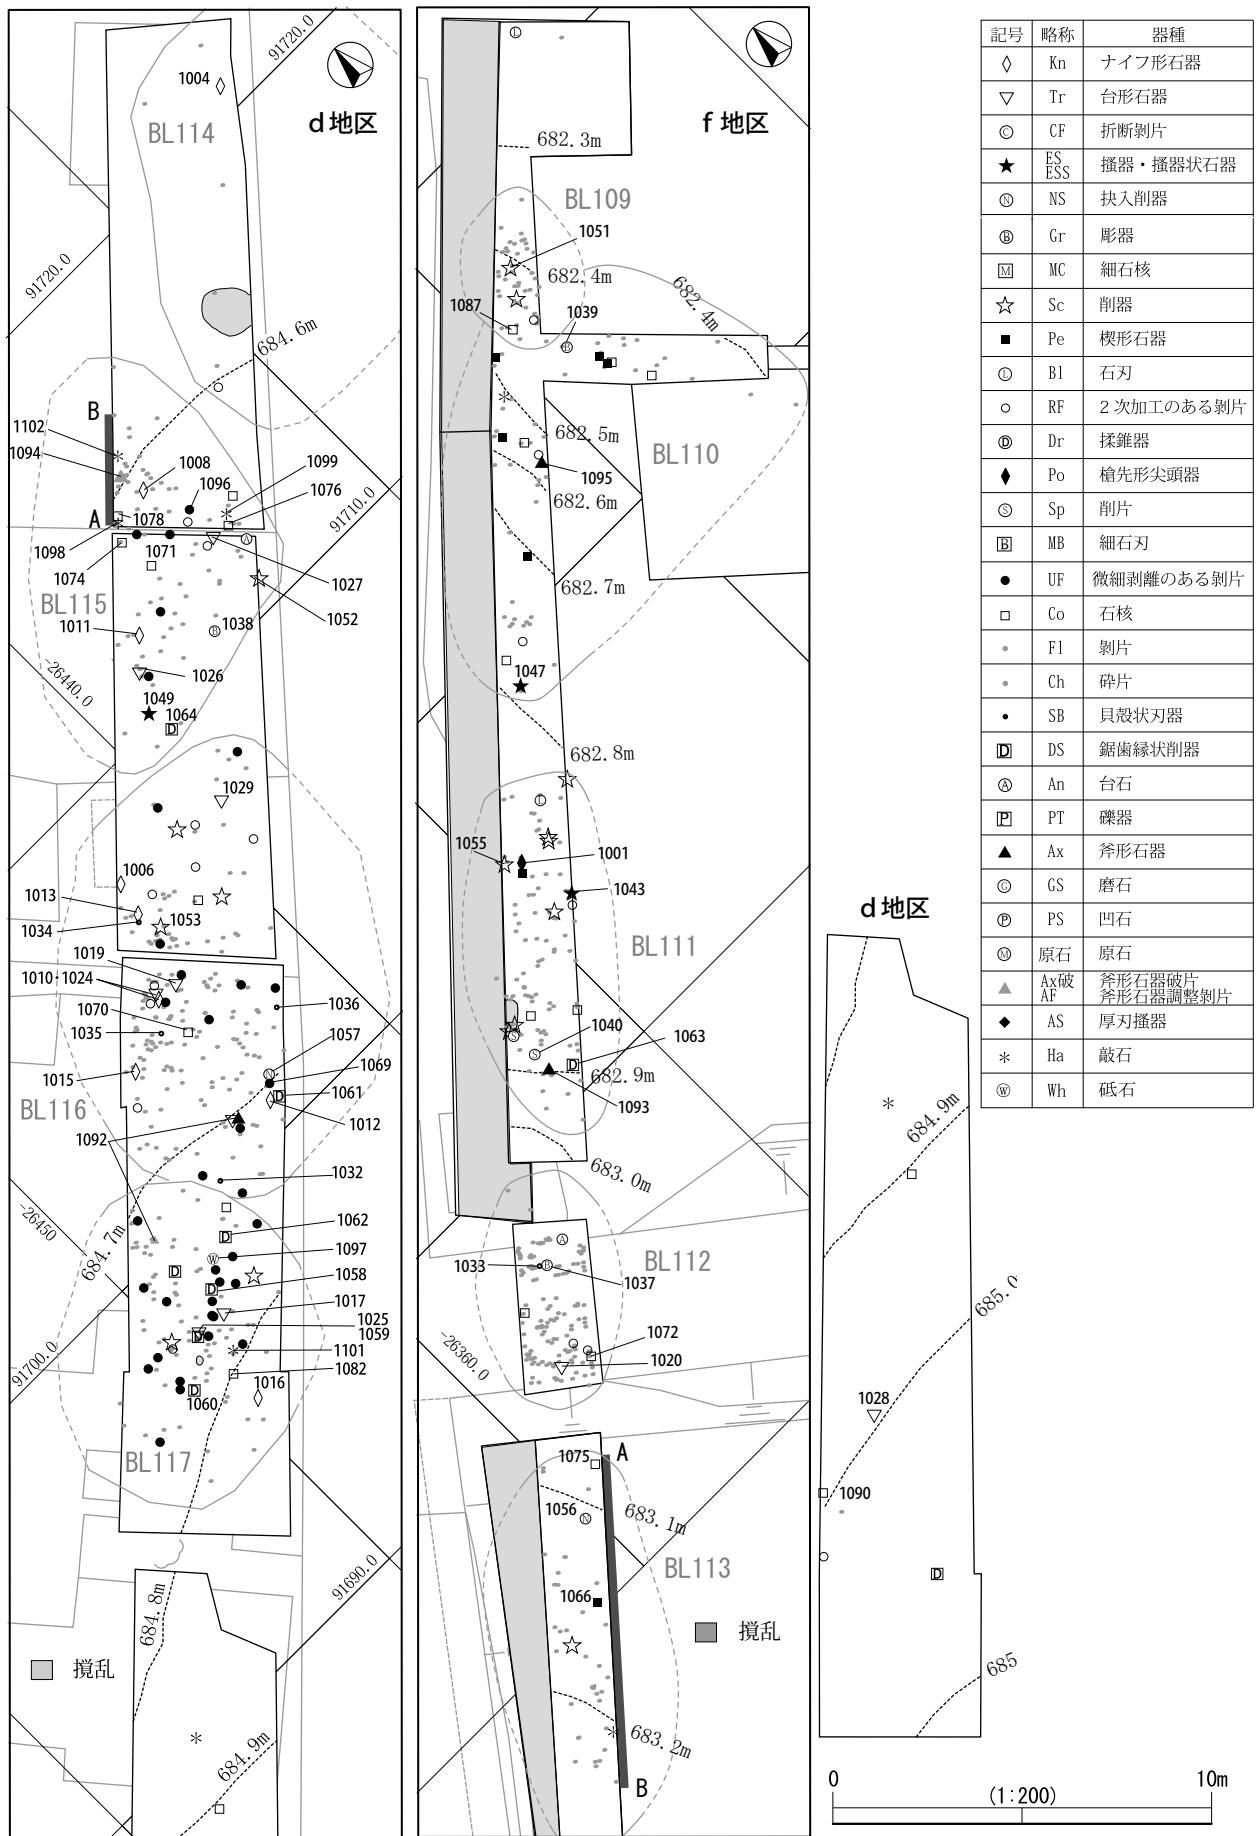 d地区
91720.0
1004
BL114
91720.0
684.6m
B
1102
1094
1008
1096
1099
1076
A
1078
1098
1071
1074
1027
91710.0
BL115
1052
1011
1038
-26440.0
1026
1049
1064
1029
1006
1013
1034
1053
1019
1010・1024
1036
1070
1035
1057
1015
1069
1061
BL116
1012
1092
1032
-26450
1062
684.7m
1097
1058
1017
1025
1059
91700.0
1101
1082
1016
1060
BL117
91690.0
684.8m
撹乱
684.9m
f地区
682.3m
BL109
1051
682.4m
682.4m
1087
1039
682.5m
BL110
1095
682.6m
682.7m
1047
682.8m
1055
1001
1043
BL111
1040
1063
682.9m
1093
683.0m
BL112
1033
1037
1072
-26360.0
1020
1075
A
1056
683.1m
BL113
1066
撹乱
683.2m
B
記号 略称 器種
Kn ナイフ形石器
Tr 台形石器
C CF 折断剝片
ES
ESS 掻器・掻器状石器
N NS 抉入削器
B Gr 彫器
M MC 細石核
Sc 削器
Pe 楔形石器
L Bl 石刃
RF 2次加工のある剝片
D Dr 揉錐器
Po 槍先形尖頭器
S Sp 削片
B MB 細石刃
UF 微細剥離のある剝片
Co 石核
Fl 剝片
Ch 砕片
SB 貝殻状刃器
D DS 鋸歯縁状削器
A An 台石
P PT 礫器
Ax 斧形石器
G GS 磨石
P PS 凹石
M 原石 原石
Ax破 斧形石器破片
AF 斧形石器調整剝片
AS 厚刃掻器
Ha 敲石
W Wh 砥石
d地区
684.9m
685.0
1028
1090
D
685
0 10m
(1:200)